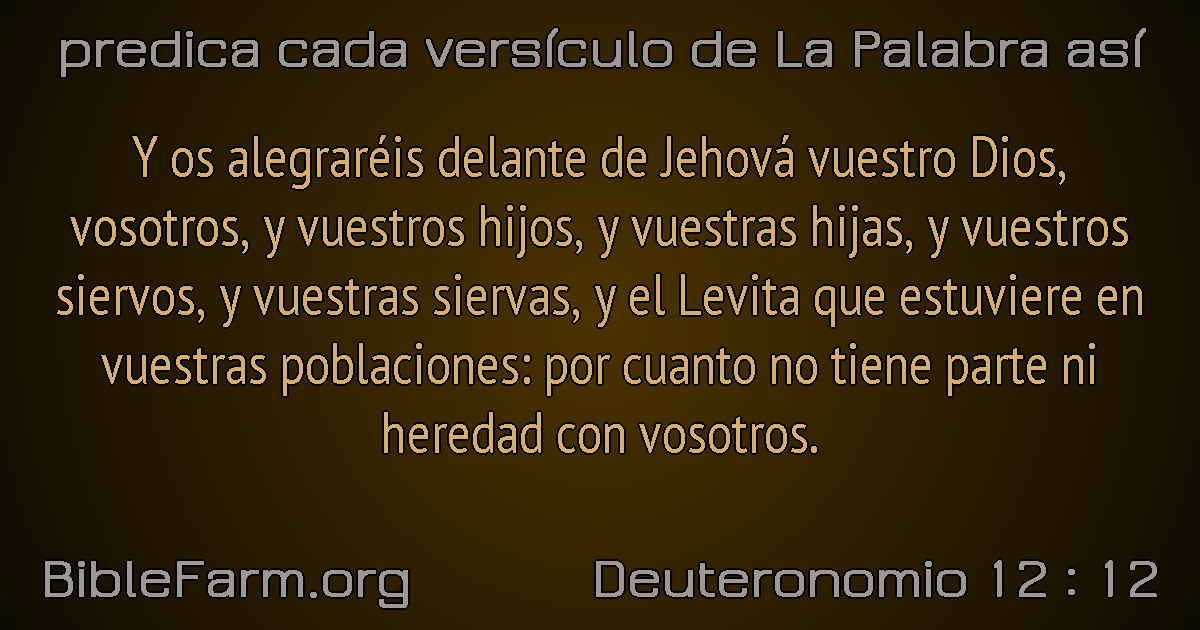 predica cada versículo de La Palabra así
Y os alegraréis delante de Jehová vuestro Dios,
vosotros, y vuestros hijos, y vuestras hijas, y vuestros
siervos, y vuestras siervas, y el Levita que estuviere en
vuestras poblaciones: por cuanto no tiene parte ni
heredad con vosotros.
BibleFarm.org
Deuteronomio 12 : 12